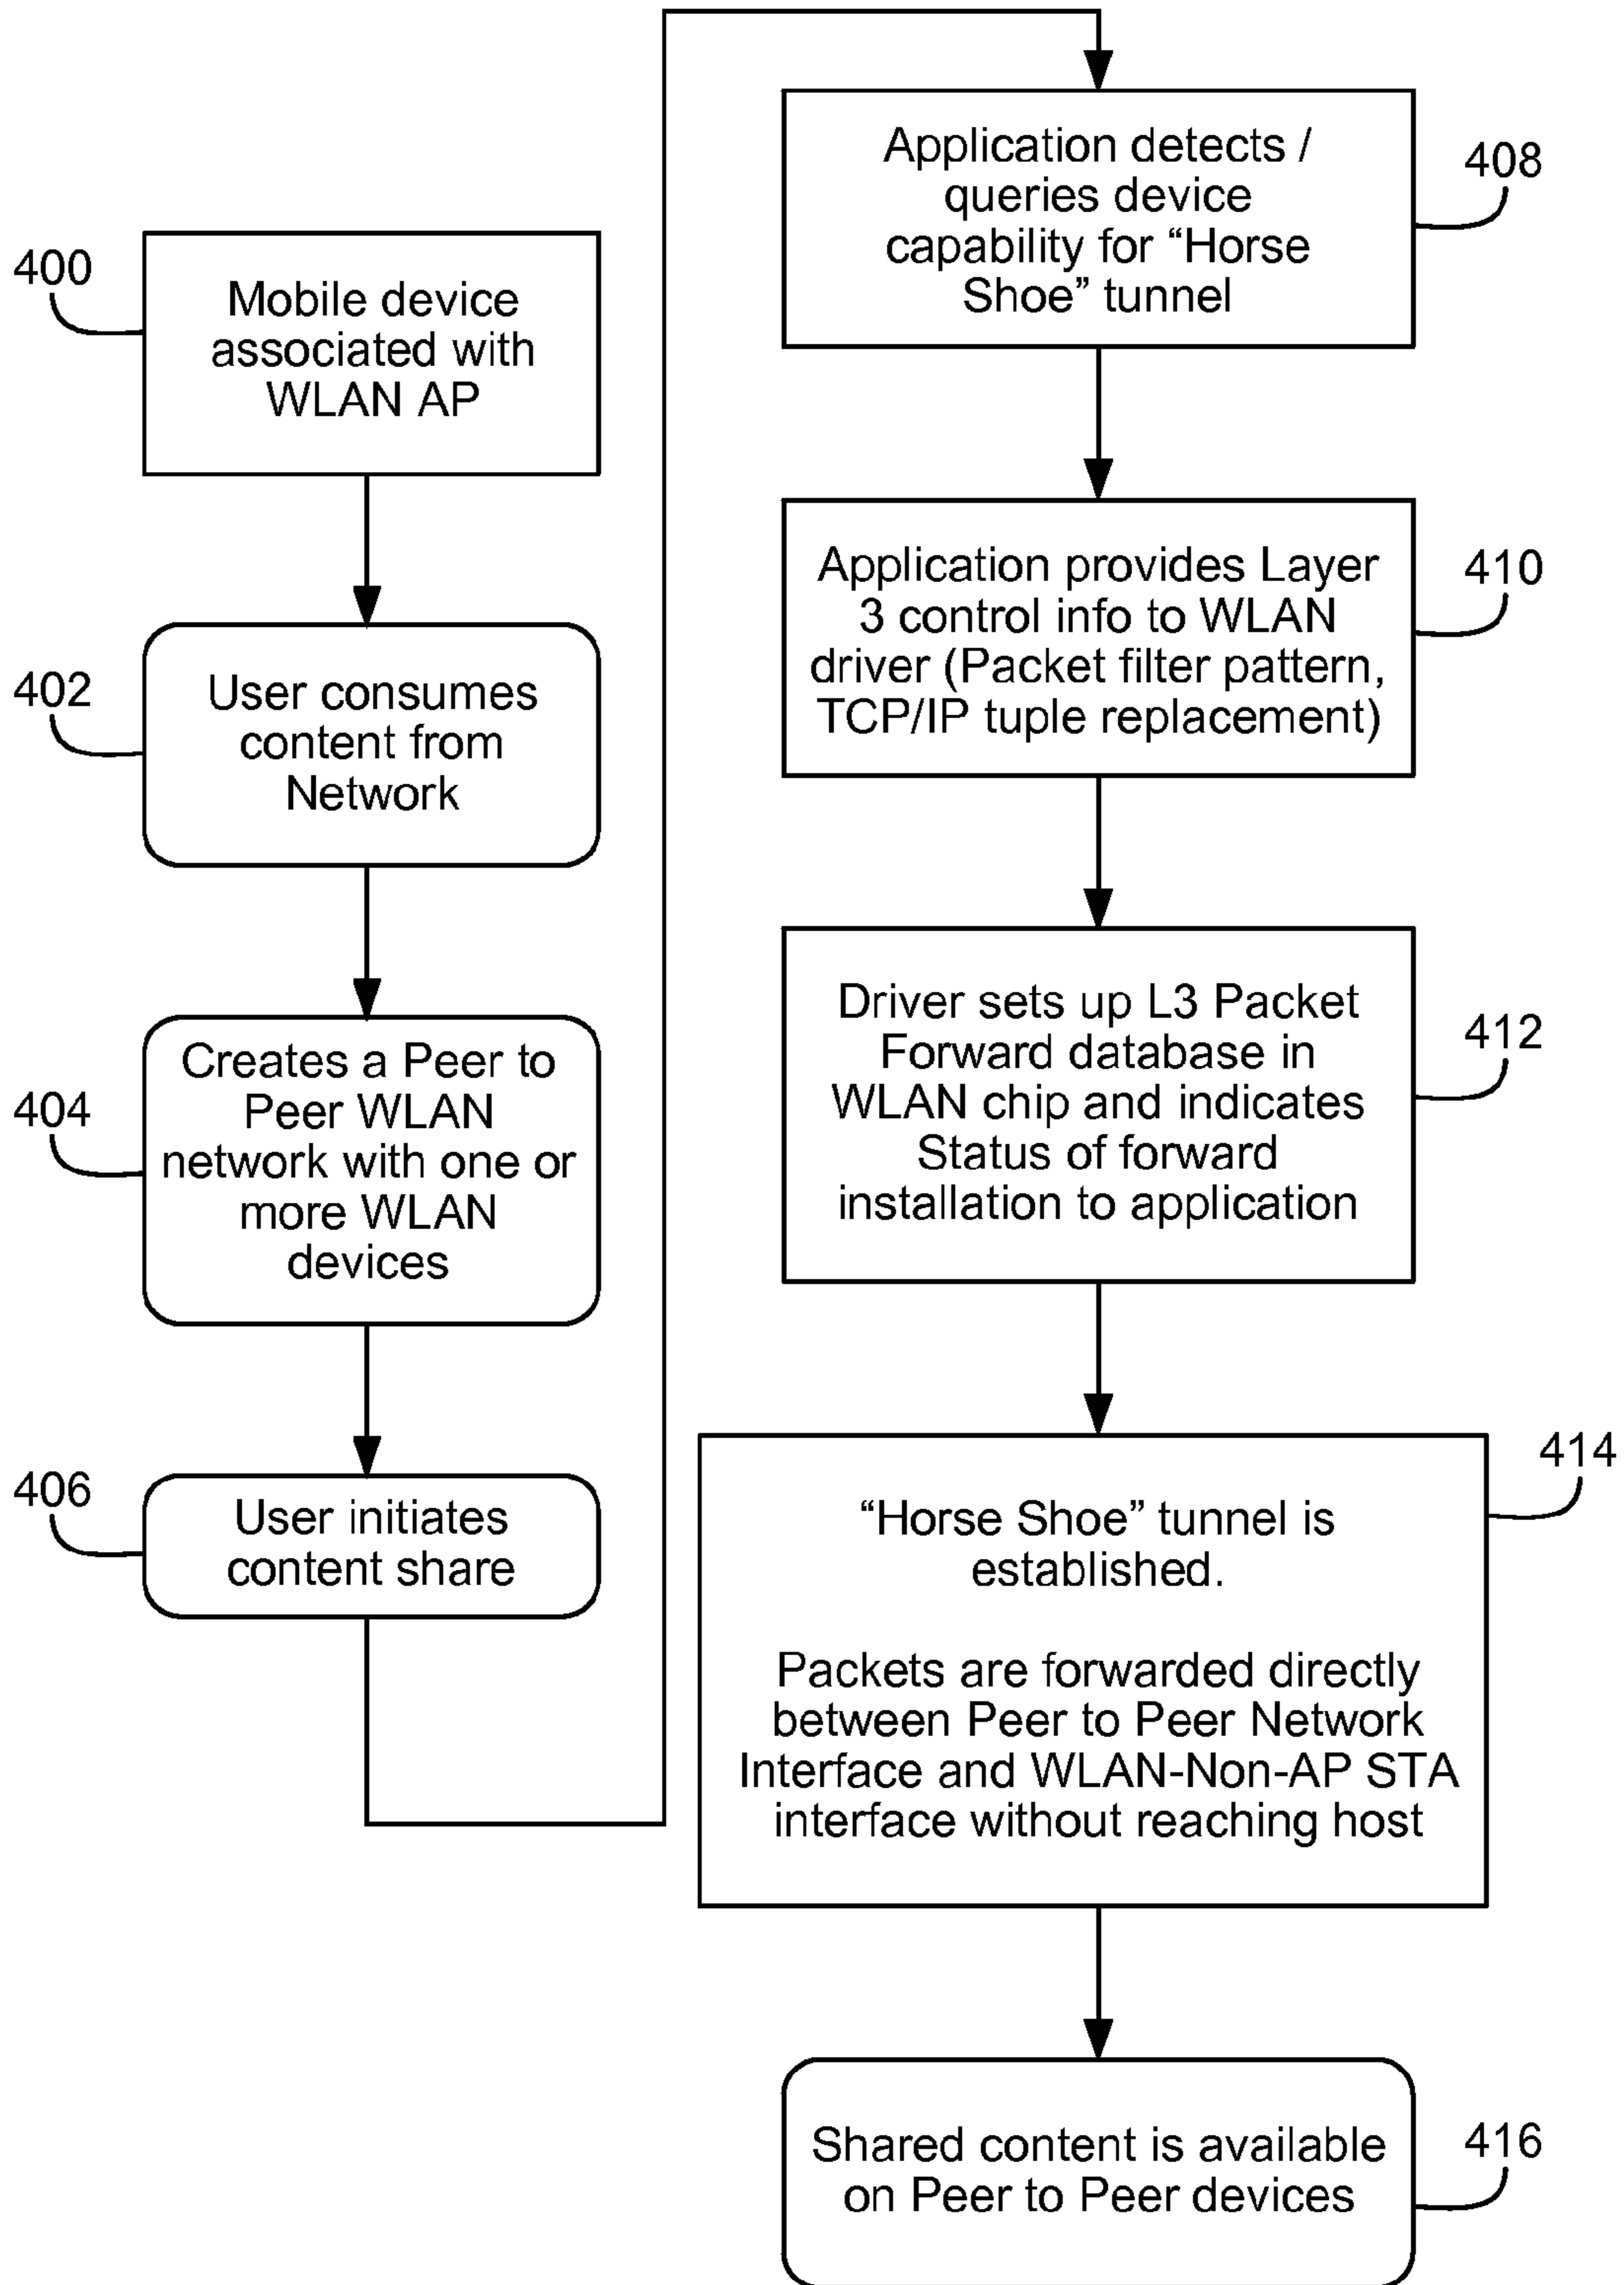 400
Mobile device
associated with
WLAN AP
402
User consumes
content from
Network
404
Creates a Peer to
Peer WLAN
network with one or
more WLAN
devices
406
User initiates
content share
408
Application detects /
queries device
capability for “Horse
Shoe” tunnel
410
Application provides Layer
3 control info to WLAN
driver (Packet filter pattern,
TCP/IP tuple replacement)
412
Driver sets up L3 Packet
Forward database in
WLAN chip and indicates
Status of forward
installation to application
414
“Horse Shoe” tunnel is
established.
Packets are forwarded directly
between Peer to Peer Network
Interface and WLAN-Non-AP STA
interface without reaching host
416
Shared content is available
on Peer to Peer devices